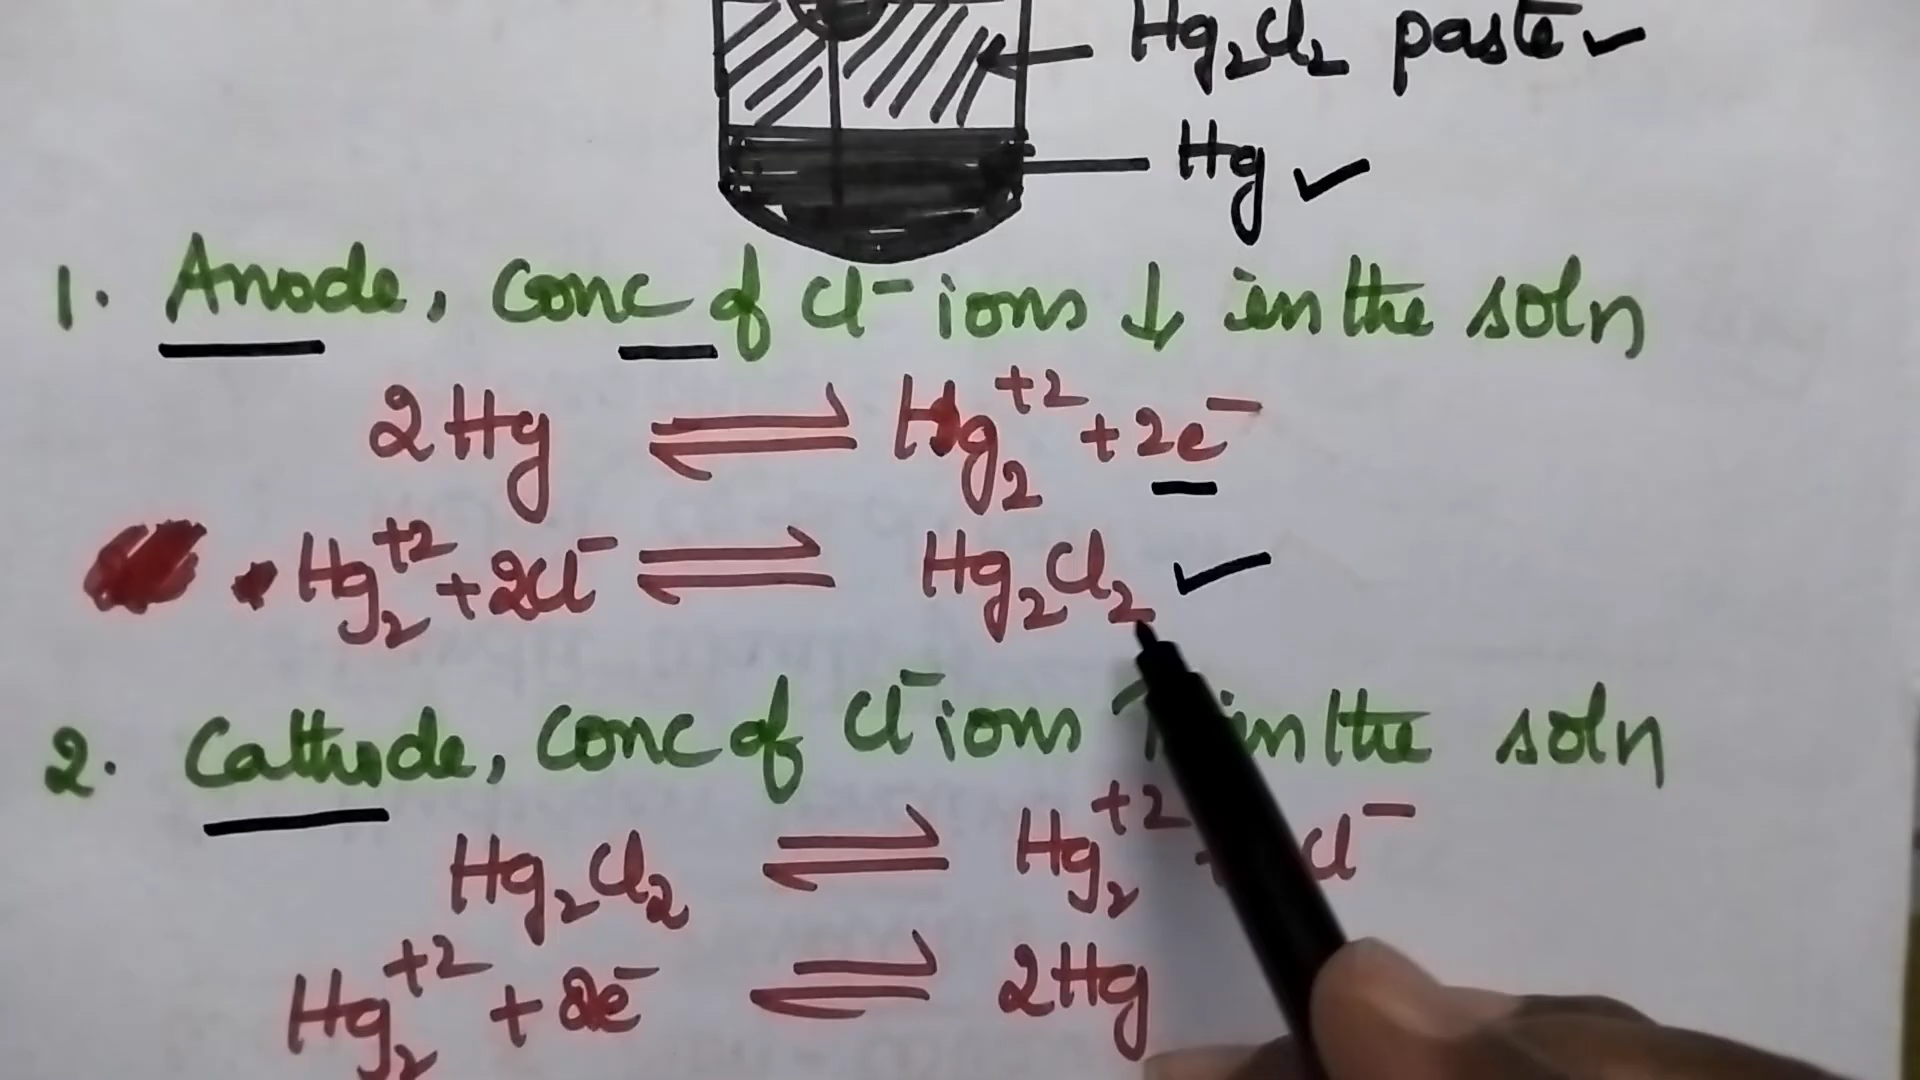 Hg₂Cl₂ paste ✓
Hg ✓
1. Anode, Conc of Cl⁻ ions ↓ in the soln
2Hg ⇌ Hg₂⁺² + 2e⁻
Hg₂⁺² + 2Cl⁻ ⇌ Hg₂Cl₂ ✓
2. Cathode, Conc of Cl⁻ ions in the soln
Hg₂Cl₂ ⇌ Hg₂⁺² + Cl⁻
Hg₂⁺² + 2e⁻ ⇌ 2Hg